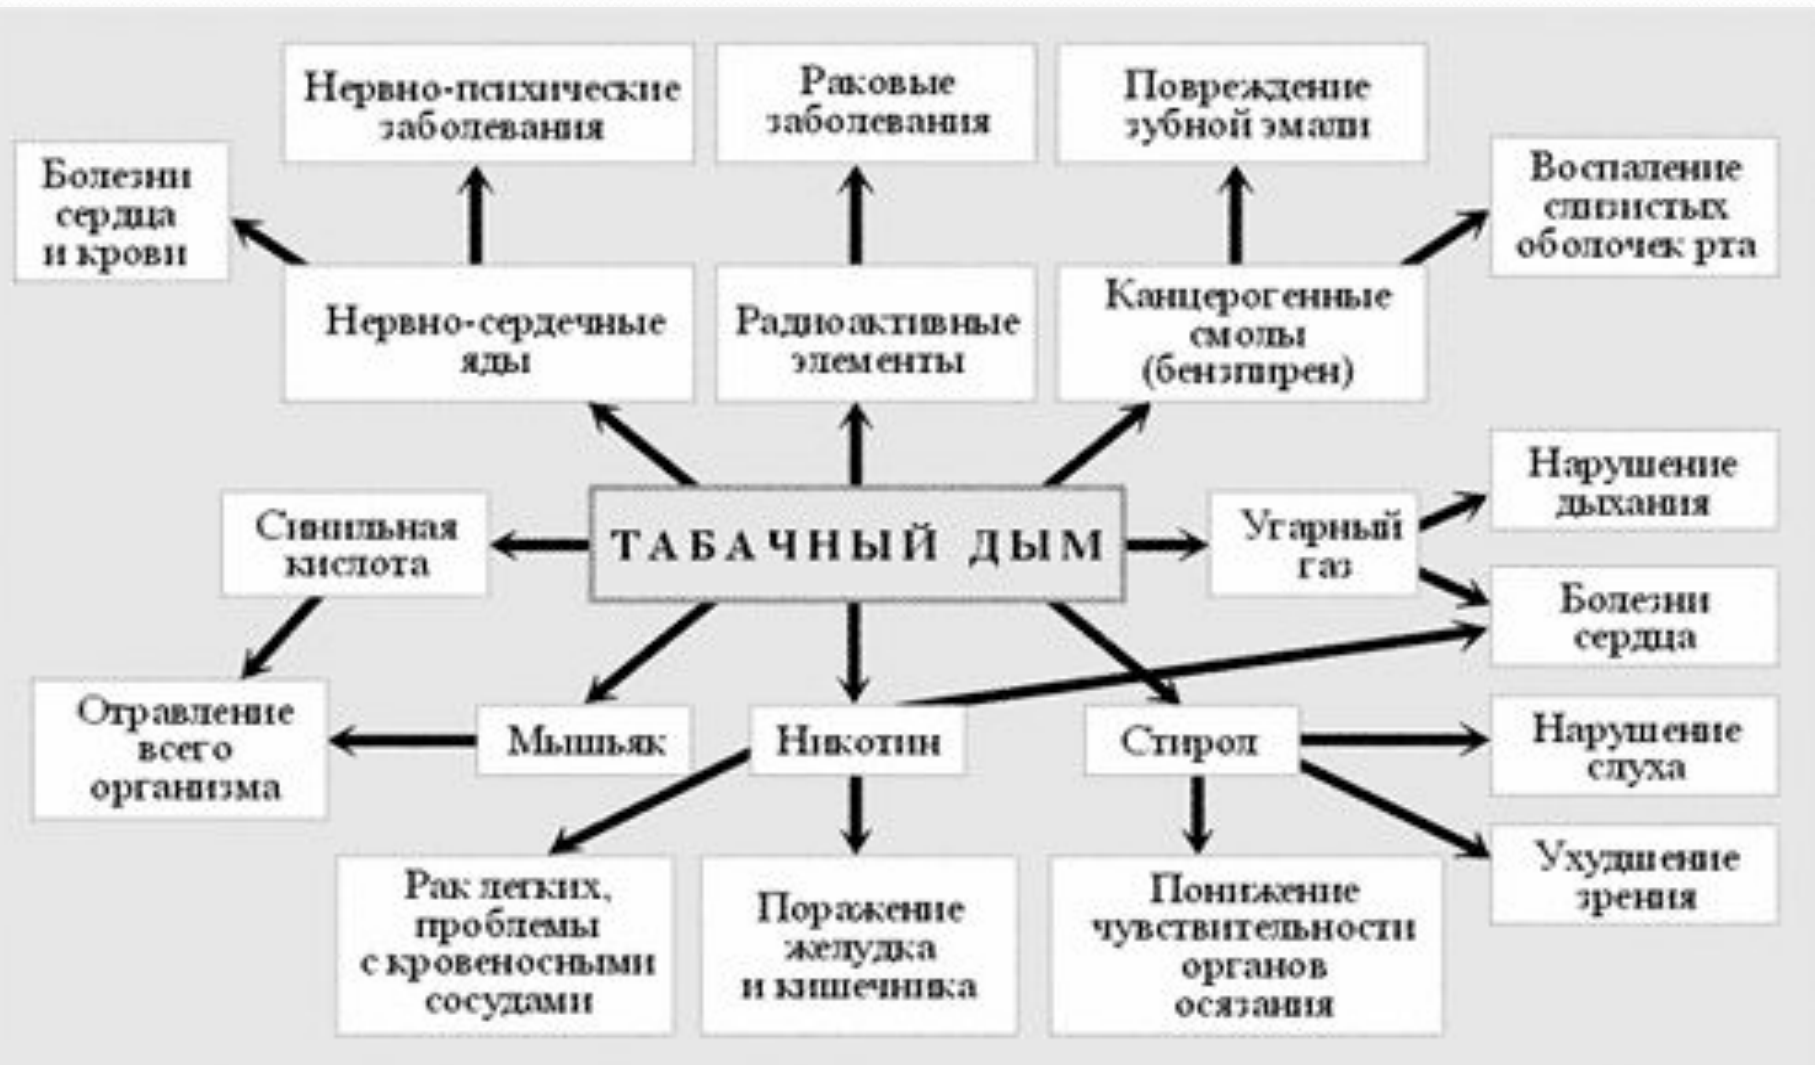 Нервно-психические
заболевания
Раковые
заболевания
Повреждение
зубной эмали
Болезни
сердца
и крови
Воспаление
слизистых
оболочек рта
Нервно-сердечные
яды
Радиоактивные
элементы
Канцерогенные
смолы
(бензпирен)
Синильная
кислота
ТАБАЧНЫЙ ДЫМ
Угарный
газ
Нарушение
дыхания
Болезни
сердца
Отравление
всего
организма
Мышьяк
Никотин
Стирол
Нарушение
слуха
Ухудшение
зрения
Рак легких,
проблемы
с кровеносными
сосудами
Поражение
желудка
и кишечника
Понижение
чувствительности
органов
осязания